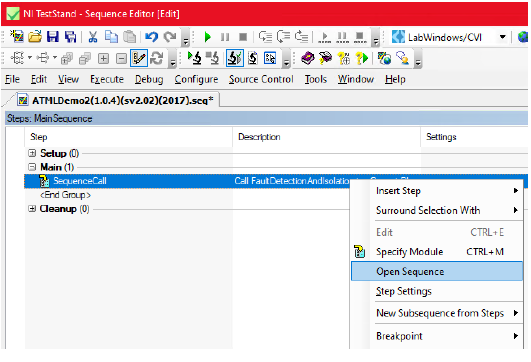 NI TestStand - Sequence Editor [Edit]
LabWindows/CVI
File Edit View Execute Debug Configure Source Control Tools Window Help
ATMLDemo2(1.0.4)(sv2.02)(2017).seq*
Steps: MainSequence
Step Description Settings
Setup (0)
Main (1)
SequenceCall Call FaultDetectionAndIsolation
<End Group>
Cleanup (0)
Insert Step
Surround Selection With
Edit CTRL+E
Specify Module CTRL+M
Open Sequence
Step Settings
New Subsequence from Steps
Breakpoint